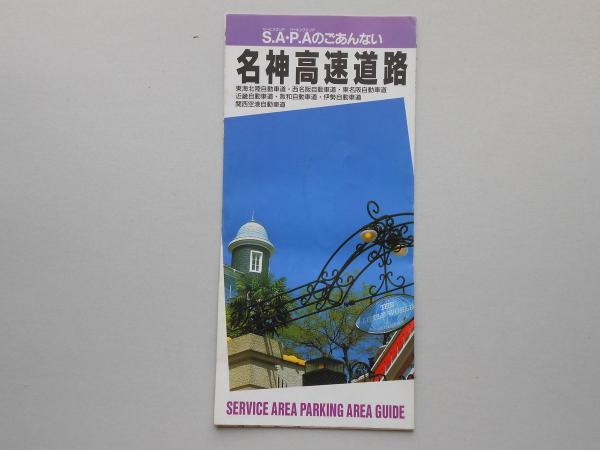 S.A・P.Aのごあんない
名神高速道路
東海北陸自動車道・西名阪自動車道・東名阪自動車道
近畿自動車道・阪和自動車道・伊勢自動車道
関西空港自動車道
THE
LITTLE WORLD
SERVICE AREA PARKING AREA GUIDE